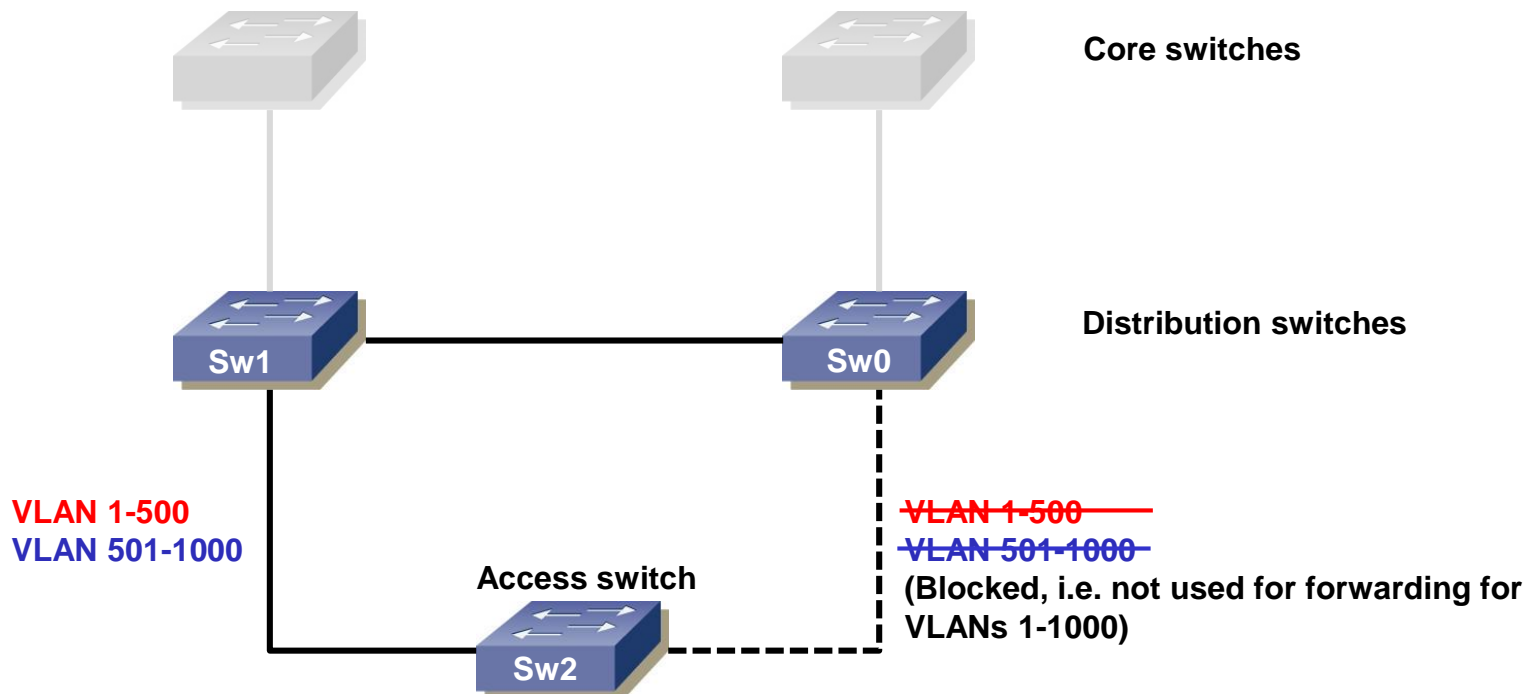 Core switches
Sw1
Sw0
Distribution switches
VLAN 1-500
VLAN 501-1000
VLAN 1-500
VLAN 501-1000
(Blocked, i.e. not used for forwarding for
VLANs 1-1000)
Access switch
Sw2